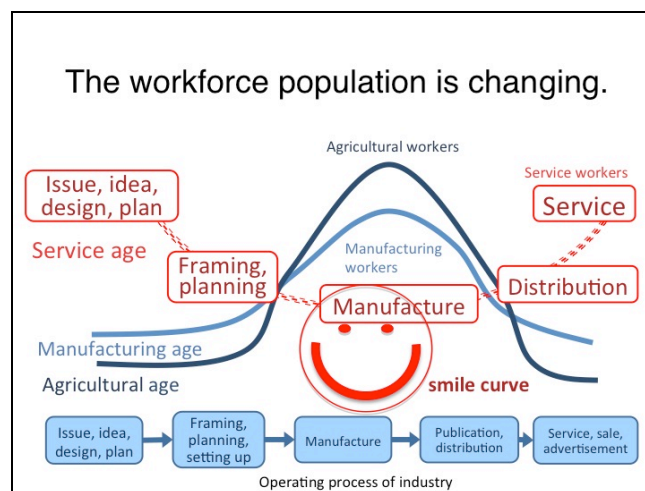 The workforce population is changing.
Agricultural workers
Service workers
Issue, idea,
design, plan
Service
Service age
Manufacturing
workers
Framing,
planning
Distribution
Manufacture
Manufacturing age
Agricultural age
smile curve
Issue, idea,
design, plan
Framing,
planning,
setting up
Manufacture
Publication,
distribution
Service, sale,
advertisement
Operating process of industry